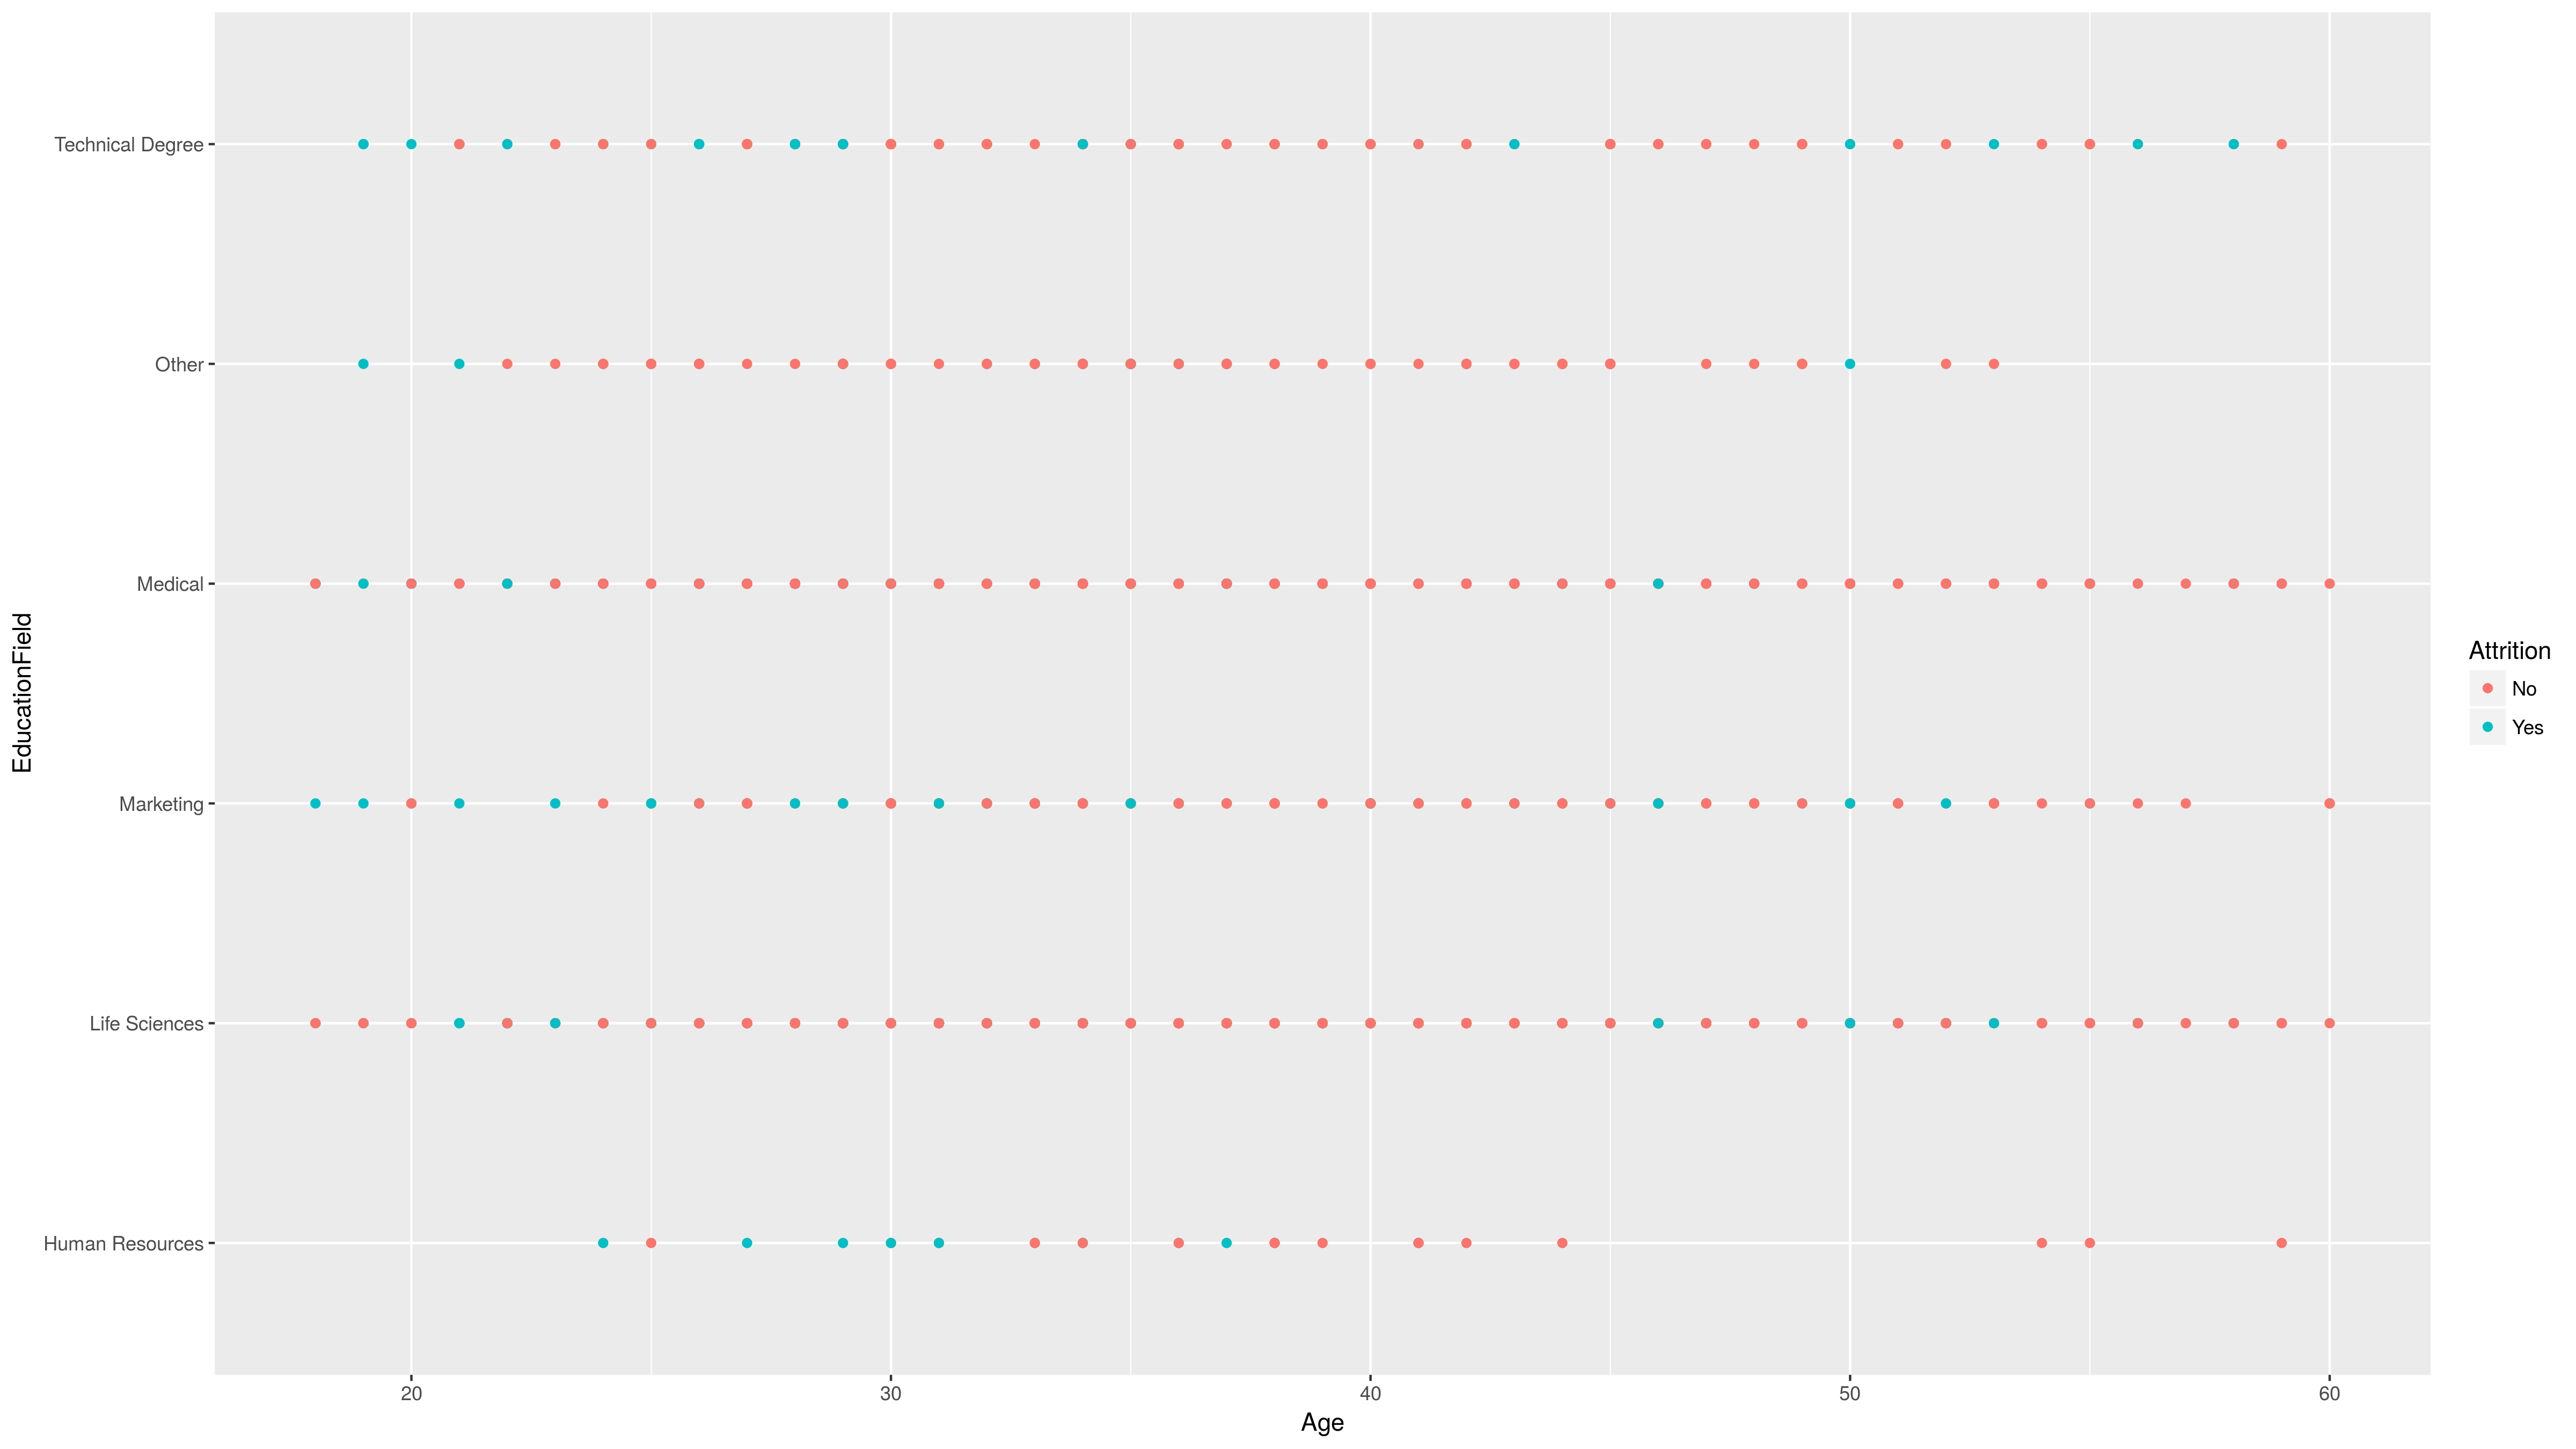 Technical Degree
Other
Medical
Marketing
Life Sciences
Human Resources
EducationField
20 30 40 50 60
Age
Attrition
No
Yes